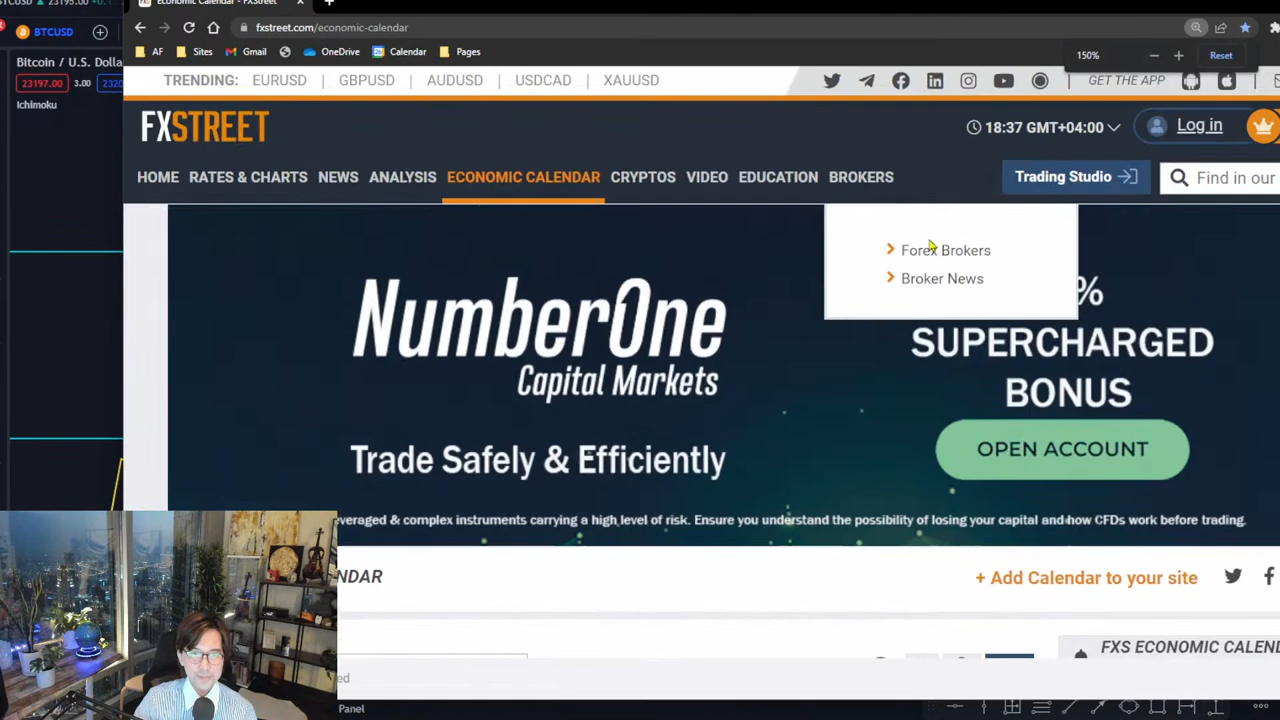 BTCUSD
Bitcoin / U.S. Dolla
23197.00 3.00 2320
Ichimoku
Economic Calendar - FXStreet
fxstreet.com/economic-calendar
AF Sites Gmail OneDrive Calendar Pages
150% Reset
TRENDING: EURUSD GBPUSD AUDUSD USDCAD XAUUSD
GET THE APP
FXSTREET
18:37 GMT+04:00
Log in
HOME RATES & CHARTS NEWS ANALYSIS ECONOMIC CALENDAR CRYPTOS VIDEO EDUCATION BROKERS
Trading Studio
Find in our
Forex Brokers
Broker News
NumberOne
Capital Markets
Trade Safely & Efficiently
%
SUPERCHARGED
BONUS
OPEN ACCOUNT
everaged & complex instruments carrying a high level of risk. Ensure you understand the possibility of losing your capital and how CFDs work before trading.
NDAR
+ Add Calendar to your site
FXS ECONOMIC CALEN
ed
Panel